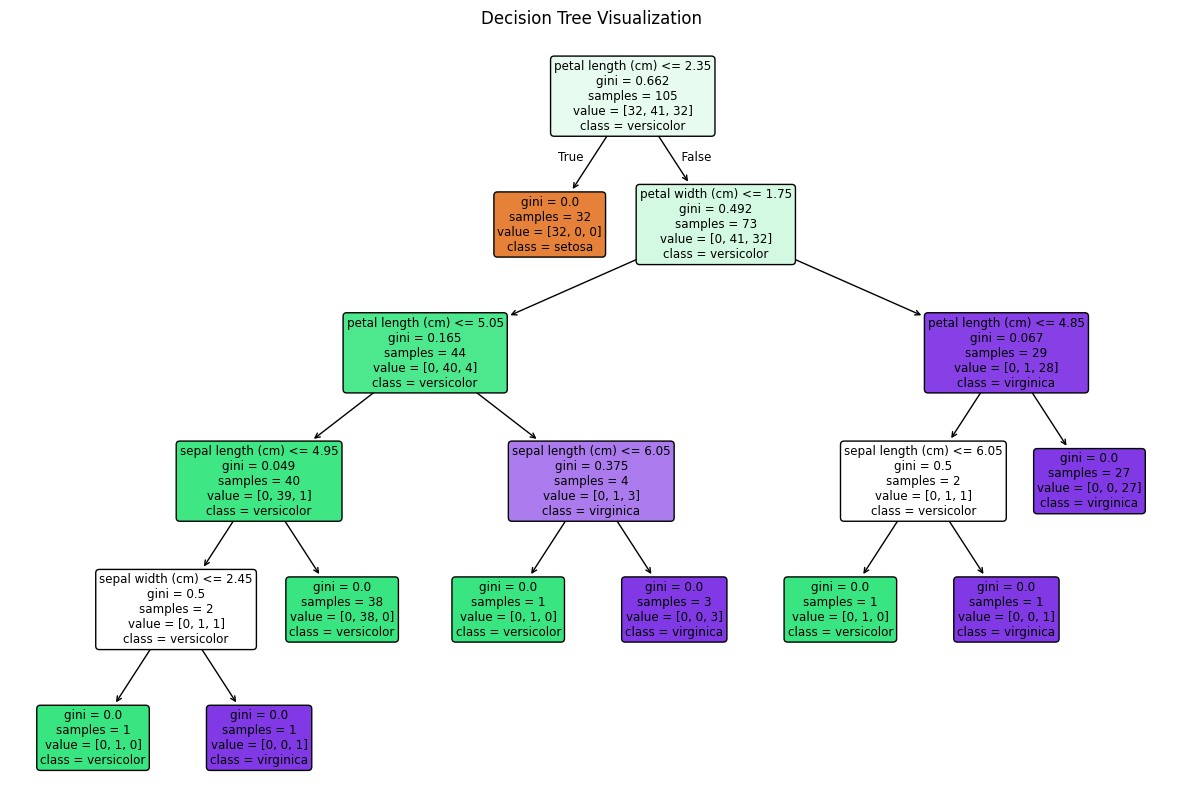 Decision Tree Visualization
petal length (cm) <= 2.35
gini = 0.662
samples = 105
value = [32, 41, 32]
class = versicolor
True
False
gini = 0.0
samples = 32
value = [32, 0, 0]
class = setosa
petal width (cm) <= 1.75
gini = 0.492
samples = 73
value = [0, 41, 32]
class = versicolor
petal length (cm) <= 5.05
gini = 0.165
samples = 44
value = [0, 40, 4]
class = versicolor
petal length (cm) <= 4.85
gini = 0.067
samples = 29
value = [0, 1, 28]
class = virginica
sepal length (cm) <= 4.95
gini = 0.049
samples = 40
value = [0, 39, 1]
class = versicolor
sepal length (cm) <= 6.05
gini = 0.375
samples = 4
value = [0, 1, 3]
class = virginica
sepal length (cm) <= 6.05
gini = 0.5
samples = 2
value = [0, 1, 1]
class = versicolor
gini = 0.0
samples = 27
value = [0, 0, 27]
class = virginica
sepal width (cm) <= 2.45
gini = 0.5
samples = 2
value = [0, 1, 1]
class = versicolor
gini = 0.0
samples = 38
value = [0, 38, 0]
class = versicolor
gini = 0.0
samples = 1
value = [0, 1, 0]
class = versicolor
gini = 0.0
samples = 3
value = [0, 0, 3]
class = virginica
gini = 0.0
samples = 1
value = [0, 1, 0]
class = versicolor
gini = 0.0
samples = 1
value = [0, 0, 1]
class = virginica
gini = 0.0
samples = 1
value = [0, 1, 0]
class = versicolor
gini = 0.0
samples = 1
value = [0, 0, 1]
class = virginica